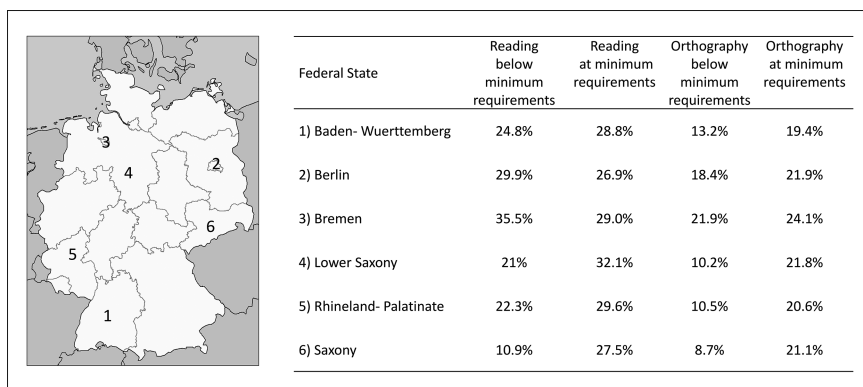 3
2
4
6
5
1
Federal State
Reading below minimum requirements
Reading at minimum requirements
Orthography below minimum requirements
Orthography at minimum requirements
1) Baden- Wuerttemberg 24.8% 28.8% 13.2% 19.4%
2) Berlin 29.9% 26.9% 18.4% 21.9%
3) Bremen 35.5% 29.0% 21.9% 24.1%
4) Lower Saxony 21% 32.1% 10.2% 21.8%
5) Rhineland- Palatinate 22.3% 29.6% 10.5% 20.6%
6) Saxony 10.9% 27.5% 8.7% 21.1%